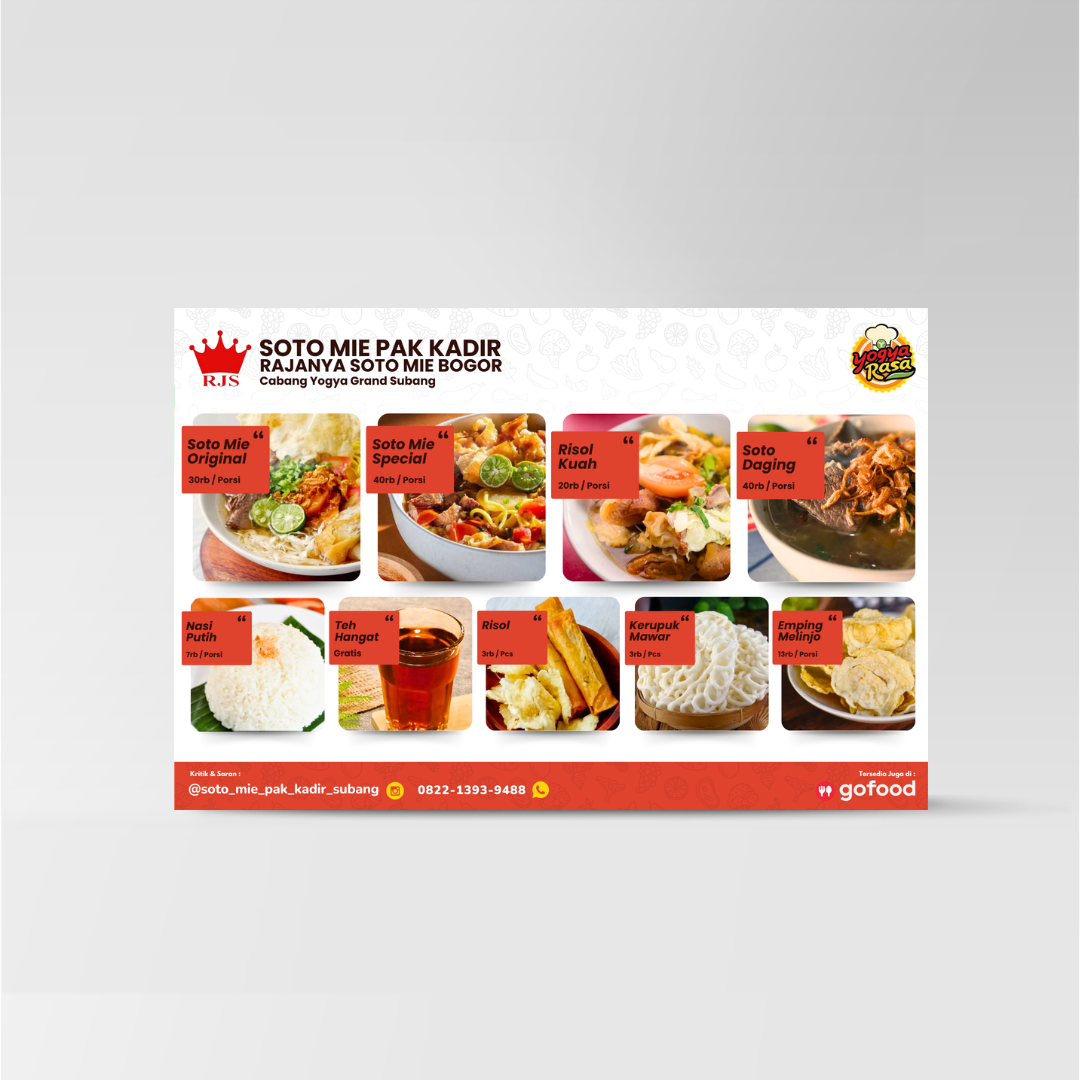 RJS
SOTO MIE PAK KADIR
RAJANYA SOTO MIE BOGOR
Cabang Yogya Grand Subang
Yogya
Rasa
“
Soto Mie
Original
30rb / Porsi
“
Soto Mie
Special
40rb / Porsi
“
Risol
Kuah
20rb / Porsi
“
Soto
Daging
40rb / Porsi
“
Nasi
Putih
7rb / Porsi
“
Teh
Hangat
Gratis
“
Risol
3rb / Pcs
“
Kerupuk
Mawar
3rb / Pcs
“
Emping
Melinjo
13rb / Porsi
Kritik & Saran :
@soto_mie_pak_kadir_subang
0822-1393-9488
Tersedia Juga di :
gofood